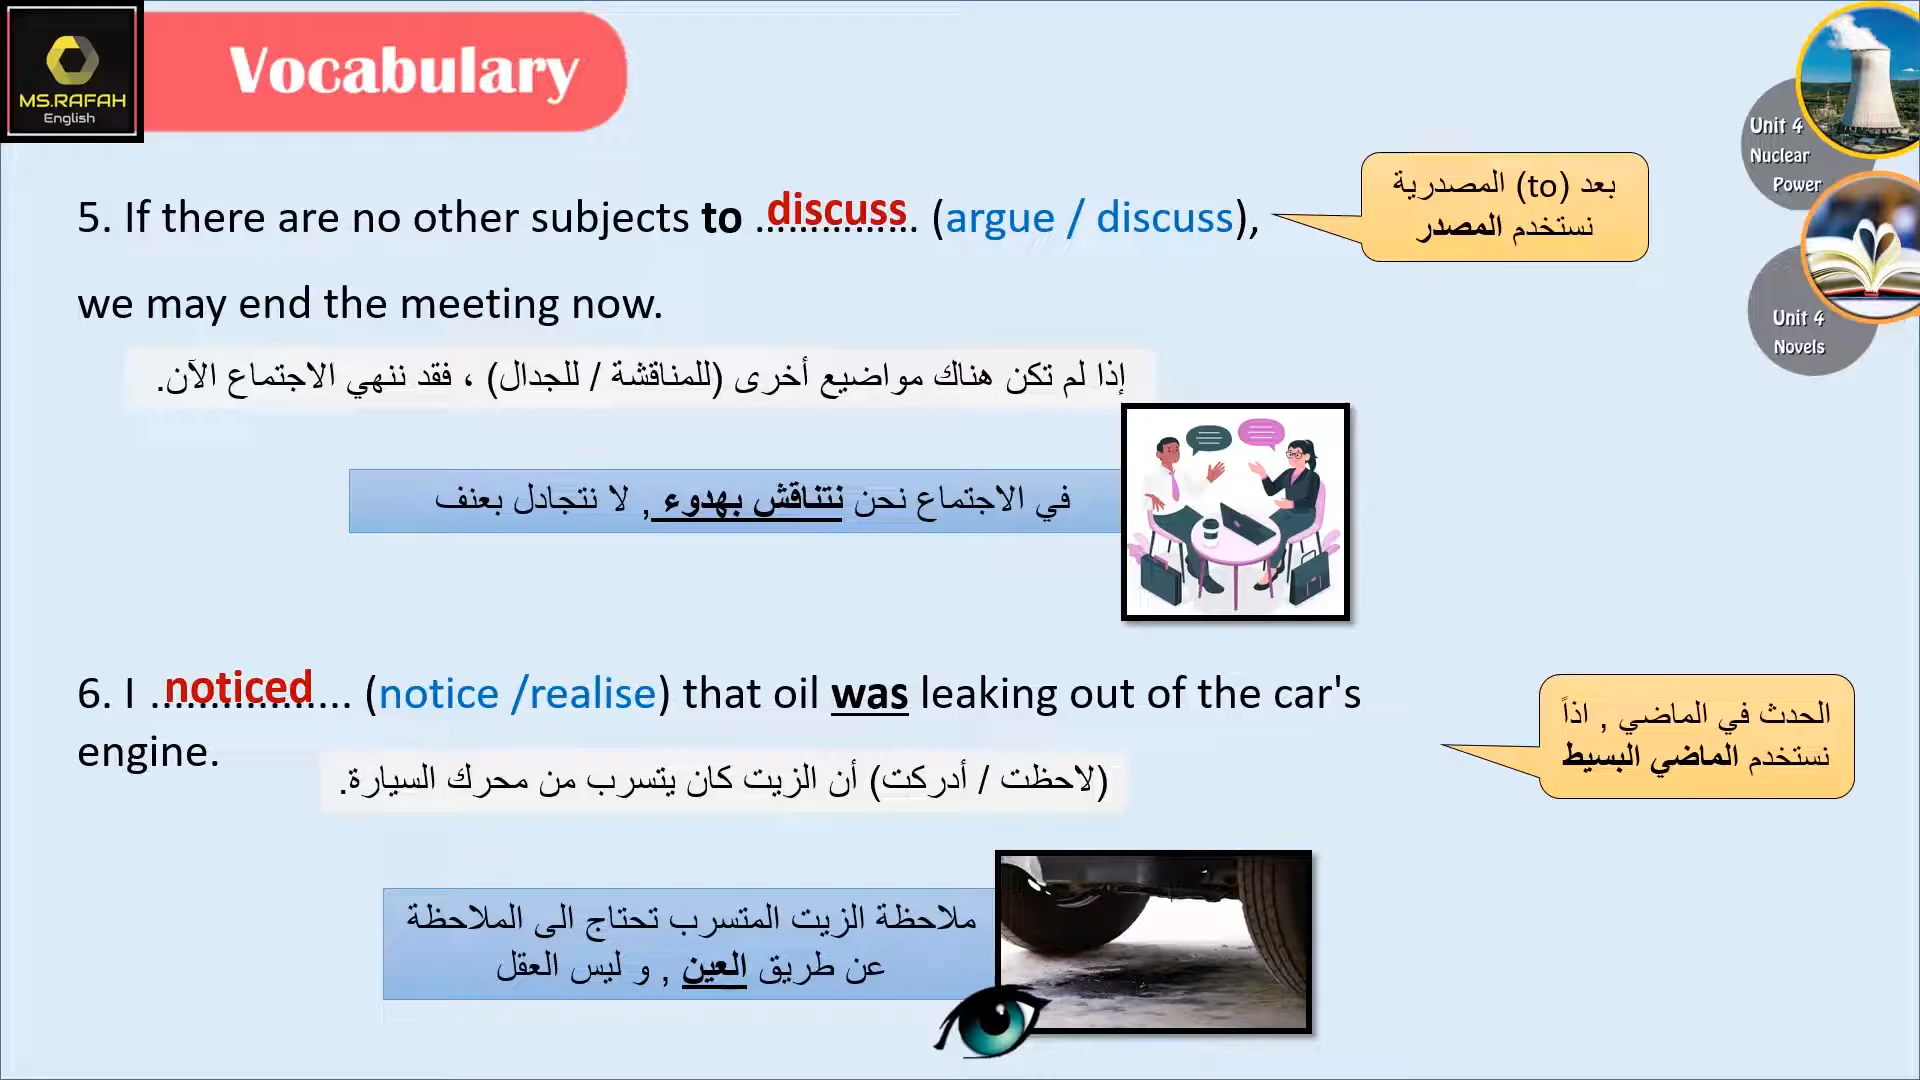 MS.RAFAH
English
Vocabulary
Unit 4
Nuclear
Power
Unit 4
Novels
5. If there are no other subjects to ..discuss.. (argue / discuss),
بعد (to) المصدرية
نستخدم المصدر
we may end the meeting now.
إذا لم تكن هناك مواضيع أخرى (للمناقشة / للجدال) ، فقد ننهي الاجتماع الآن.
في الاجتماع نحن نتناقش بهدوء , لا نتجادل بعنف
6. I ..noticed... (notice /realise) that oil was leaking out of the car's
engine.
الحدث في الماضي , اذاً
نستخدم الماضي البسيط
(لاحظت / أدركت) أن الزيت كان يتسرب من محرك السيارة.
ملاحظة الزيت المتسرب تحتاج الى الملاحظة
عن طريق العين , و ليس العقل